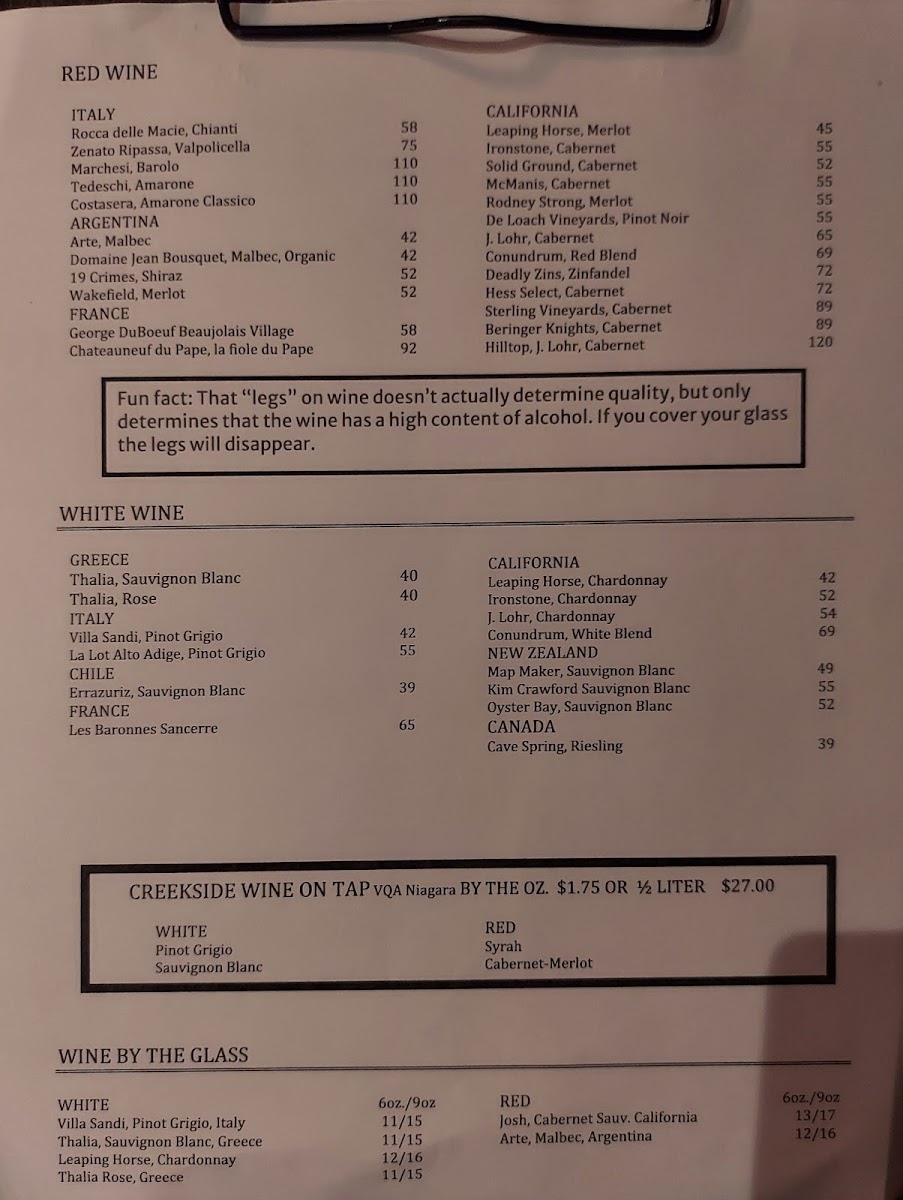 RED WINE
ITALY
Rocca delle Macie, Chianti 58
Zenato Ripassa, Valpolicella 75
Marchesi, Barolo 110
Tedeschi, Amarone 110
Costasera, Amarone Classico 110
ARGENTINA
Arte, Malbec 42
Domaine Jean Bousquet, Malbec, Organic 42
19 Crimes, Shiraz 52
Wakefield, Merlot 52
FRANCE
George DuBoeuf Beaujolais Village 58
Chateauneuf du Pape, la fiole du Pape 92
CALIFORNIA
Leaping Horse, Merlot 45
Ironstone, Cabernet 55
Solid Ground, Cabernet 52
McManis, Cabernet 55
Rodney Strong, Merlot 55
De Loach Vineyards, Pinot Noir 55
J. Lohr, Cabernet 65
Conundrum, Red Blend 69
Deadly Zins, Zinfandel 72
Hess Select, Cabernet 72
Sterling Vineyards, Cabernet 89
Beringer Knights, Cabernet 89
Hilltop, J. Lohr, Cabernet 120
Fun fact: That “legs” on wine doesn’t actually determine quality, but only
determines that the wine has a high content of alcohol. If you cover your glass
the legs will disappear.
WHITE WINE
GREECE
Thalia, Sauvignon Blanc 40
Thalia, Rose 40
ITALY
Villa Sandi, Pinot Grigio 42
La Lot Alto Adige, Pinot Grigio 55
CHILE
Errazuriz, Sauvignon Blanc 39
FRANCE
Les Baronnes Sancerre 65
CALIFORNIA
Leaping Horse, Chardonnay 42
Ironstone, Chardonnay 52
J. Lohr, Chardonnay 54
Conundrum, White Blend 69
NEW ZEALAND
Map Maker, Sauvignon Blanc 49
Kim Crawford Sauvignon Blanc 55
Oyster Bay, Sauvignon Blanc 52
CANADA
Cave Spring, Riesling 39
CREEKSIDE WINE ON TAP VQA Niagara BY THE OZ. $1.75 OR ½ LITER $27.00
WHITE
Pinot Grigio
Sauvignon Blanc
RED
Syrah
Cabernet-Merlot
WINE BY THE GLASS
WHITE 6oz./9oz
Villa Sandi, Pinot Grigio, Italy 11/15
Thalia, Sauvignon Blanc, Greece 11/15
Leaping Horse, Chardonnay 12/16
Thalia Rose, Greece 11/15
RED 6oz./9oz
Josh, Cabernet Sauv. California 13/17
Arte, Malbec, Argentina 12/16